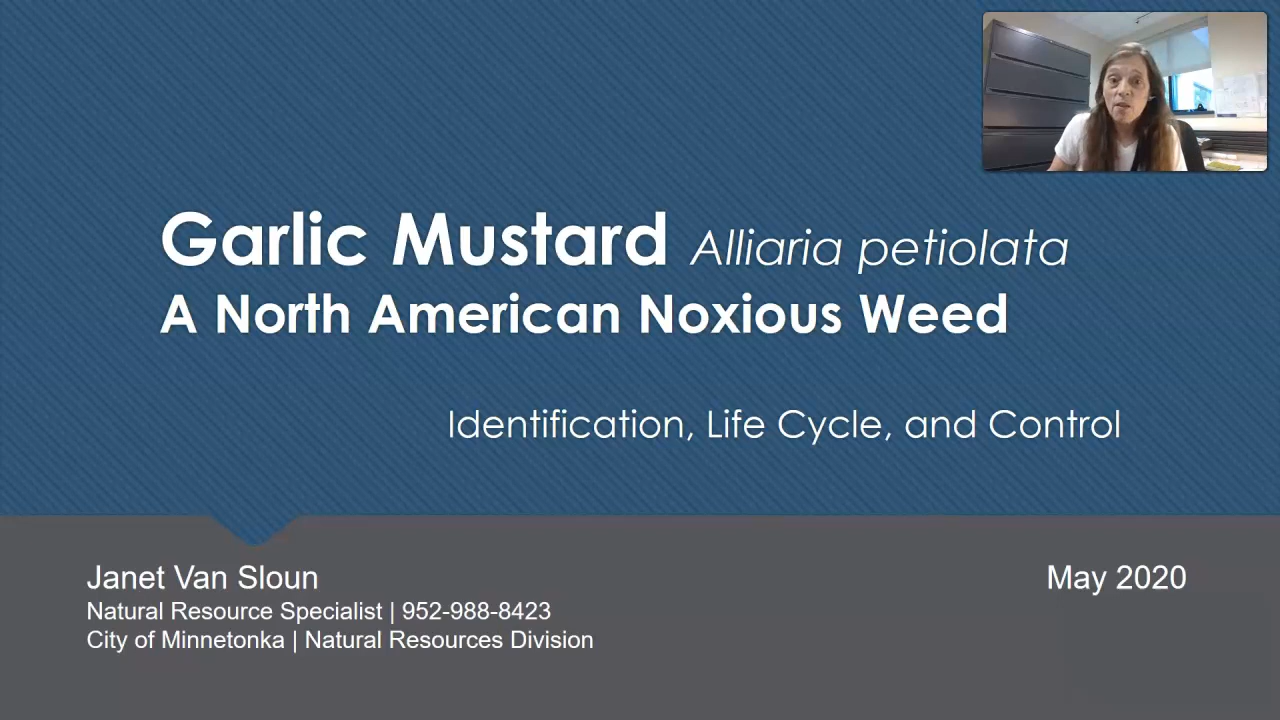 Garlic Mustard Alliaria petiolata
A North American Noxious Weed
Identification, Life Cycle, and Control
Janet Van Sloun
May 2020
Natural Resource Specialist | 952-988-8423
City of Minnetonka | Natural Resources Division